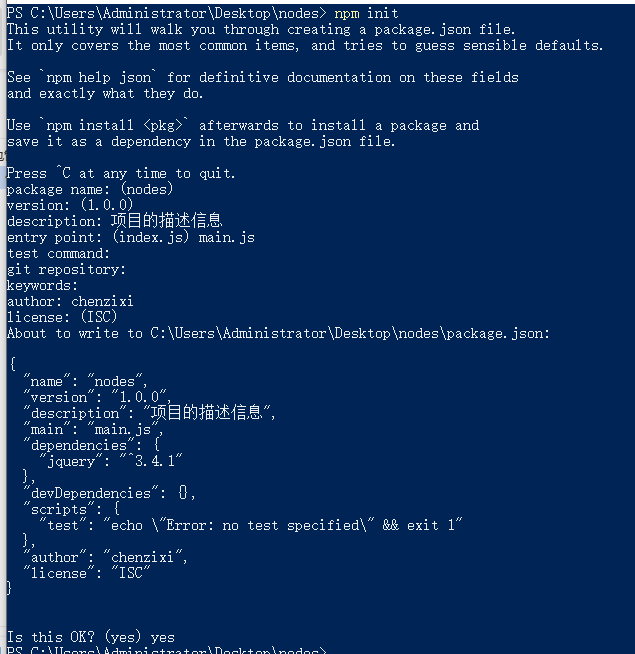 PS C:\Users\Administrator\Desktop\nodes> npm init
This utility will walk you through creating a package.json file.
It only covers the most common items, and tries to guess sensible defaults.
See `npm help json` for definitive documentation on these fields
and exactly what they do.
Use `npm install <pkg>` afterwards to install a package and
save it as a dependency in the package.json file.
Press ^C at any time to quit.
package name: (nodes)
version: (1.0.0)
description: 项目的描述信息
entry point: (index.js) main.js
test command:
git repository:
keywords:
author: chenzixi
license: (ISC)
About to write to C:\Users\Administrator\Desktop\nodes\package.json:
{
  "name": "nodes",
  "version": "1.0.0",
  "description": "项目的描述信息",
  "main": "main.js",
  "dependencies": {
    "jquery": "^3.4.1"
  },
  "devDependencies": {},
  "scripts": {
    "test": "echo \"Error: no test specified\" && exit 1"
  },
  "author": "chenzixi",
  "license": "ISC"
}
Is this OK? (yes) yes
PS C:\Users\Administrator\Desktop\nodes>